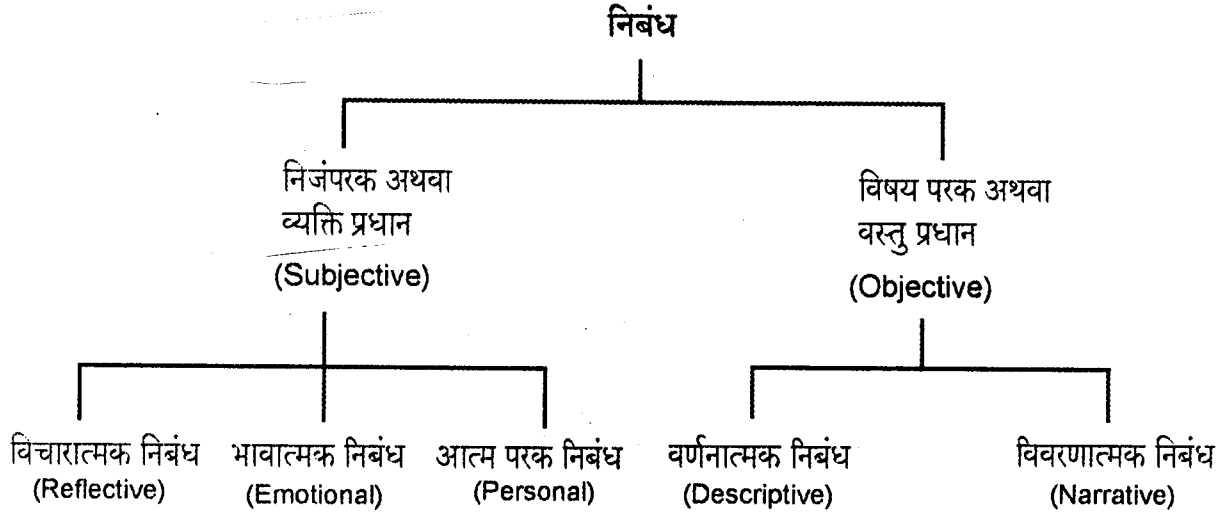 निबंध
निजंपरक अथवा
व्यक्ति प्रधान
(Subjective)
विषय परक अथवा
वस्तु प्रधान
(Objective)
विचारात्मक निबंध
(Reflective)
भावात्मक निबंध
(Emotional)
आत्म परक निबंध
(Personal)
वर्णनात्मक निबंध
(Descriptive)
विवरणात्मक निबंध
(Narrative)